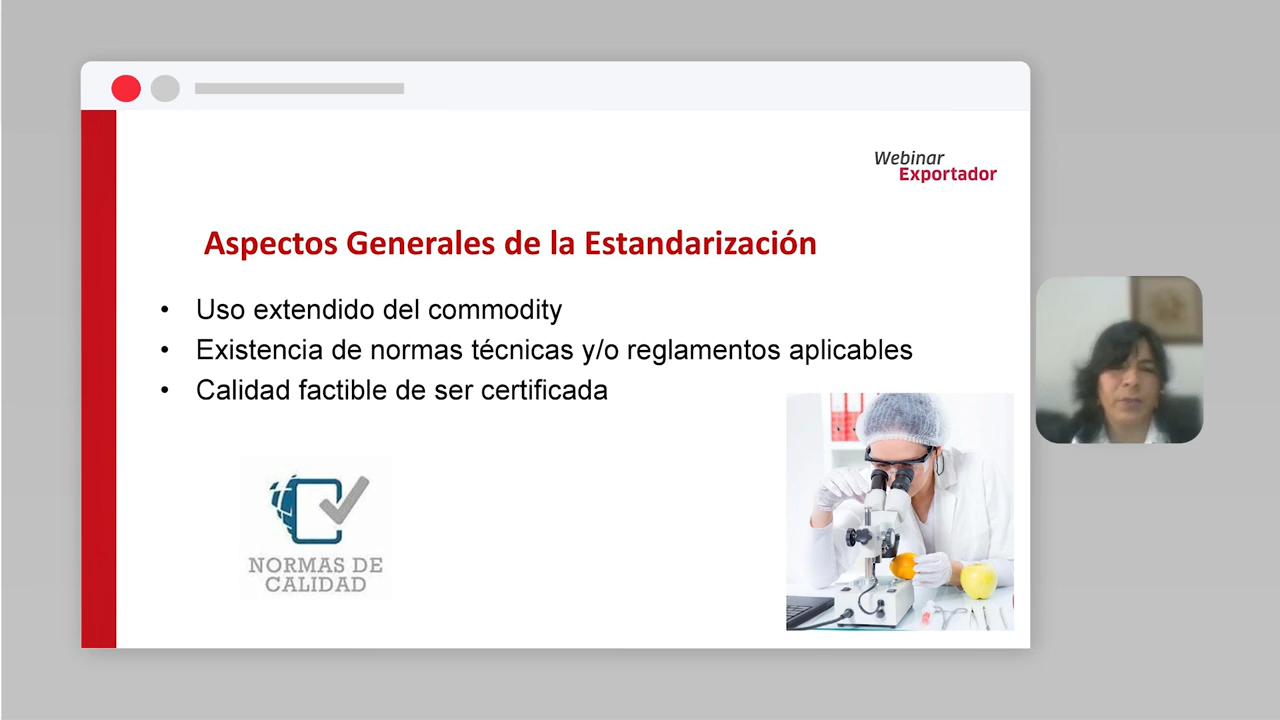 Webinar
Exportador
Aspectos Generales de la Estandarización
• Uso extendido del commodity
• Existencia de normas técnicas y/o reglamentos aplicables
• Calidad factible de ser certificada
NORMAS DE
CALIDAD